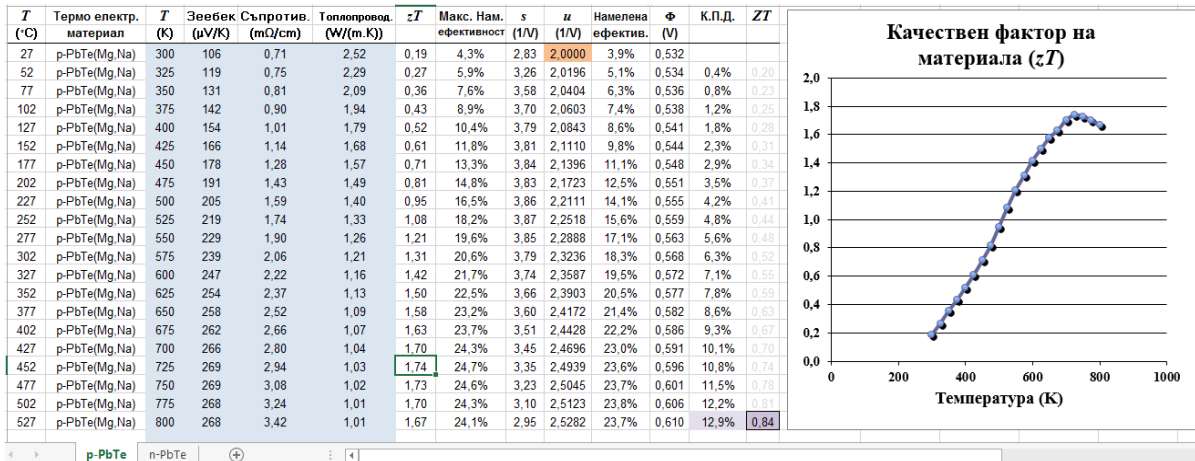 T Термо електр. T Зеебек Съпротив. Топлопровод. zT Макс. Нам. s u Намелена Φ К.П.Д. ZT
(°C) материал (K) (μV/K) (mΩ/cm) (W/(m.K)) ефективност (1/V) (1/V) ефектив. (V)
27 p-PbTe(Mg,Na) 300 106 0,71 2,52 0,19 4,3% 2,83 2,0000 3,9% 0,532
52 p-PbTe(Mg,Na) 325 119 0,75 2,29 0,27 5,9% 3,26 2,0196 5,1% 0,534 0,4% 0,20
77 p-PbTe(Mg,Na) 350 131 0,81 2,09 0,36 7,6% 3,58 2,0404 6,3% 0,536 0,8% 0,23
102 p-PbTe(Mg,Na) 375 142 0,90 1,94 0,43 8,9% 3,70 2,0603 7,4% 0,538 1,2% 0,25
127 p-PbTe(Mg,Na) 400 154 1,01 1,79 0,52 10,4% 3,79 2,0843 8,6% 0,541 1,8% 0,28
152 p-PbTe(Mg,Na) 425 166 1,14 1,68 0,61 11,8% 3,81 2,1110 9,8% 0,544 2,3% 0,31
177 p-PbTe(Mg,Na) 450 178 1,28 1,57 0,71 13,3% 3,84 2,1396 11,1% 0,548 2,9% 0,34
202 p-PbTe(Mg,Na) 475 191 1,43 1,49 0,81 14,8% 3,83 2,1723 12,5% 0,551 3,5% 0,37
227 p-PbTe(Mg,Na) 500 205 1,59 1,40 0,95 16,5% 3,86 2,2111 14,1% 0,555 4,2% 0,41
252 p-PbTe(Mg,Na) 525 219 1,74 1,33 1,08 18,2% 3,87 2,2518 15,6% 0,559 4,8% 0,44
277 p-PbTe(Mg,Na) 550 229 1,90 1,26 1,21 19,6% 3,85 2,2888 17,1% 0,563 5,6% 0,48
302 p-PbTe(Mg,Na) 575 239 2,06 1,21 1,31 20,6% 3,79 2,3236 18,3% 0,568 6,3% 0,52
327 p-PbTe(Mg,Na) 600 247 2,22 1,16 1,42 21,7% 3,74 2,3587 19,5% 0,572 7,1% 0,55
352 p-PbTe(Mg,Na) 625 254 2,37 1,13 1,50 22,5% 3,66 2,3903 20,5% 0,577 7,8% 0,59
377 p-PbTe(Mg,Na) 650 258 2,52 1,09 1,58 23,2% 3,60 2,4172 21,4% 0,582 8,6% 0,63
402 p-PbTe(Mg,Na) 675 262 2,66 1,07 1,63 23,7% 3,51 2,4428 22,2% 0,586 9,3% 0,67
427 p-PbTe(Mg,Na) 700 266 2,80 1,04 1,70 24,3% 3,45 2,4696 23,0% 0,591 10,1% 0,70
452 p-PbTe(Mg,Na) 725 269 2,94 1,03 1,74 24,7% 3,35 2,4939 23,6% 0,596 10,8% 0,74
477 p-PbTe(Mg,Na) 750 269 3,08 1,02 1,73 24,6% 3,23 2,5045 23,7% 0,601 11,5% 0,78
502 p-PbTe(Mg,Na) 775 268 3,24 1,01 1,70 24,3% 3,10 2,5123 23,8% 0,606 12,2% 0,81
527 p-PbTe(Mg,Na) 800 268 3,42 1,01 1,67 24,1% 2,95 2,5282 23,7% 0,610 12,9% 0,84
p-PbTe n-PbTe
Качествен фактор на
материала (zT)
2,0
1,8
1,6
1,4
1,2
1,0
0,8
0,6
0,4
0,2
0,0
0 200 400 600 800 1000
Температура (K)